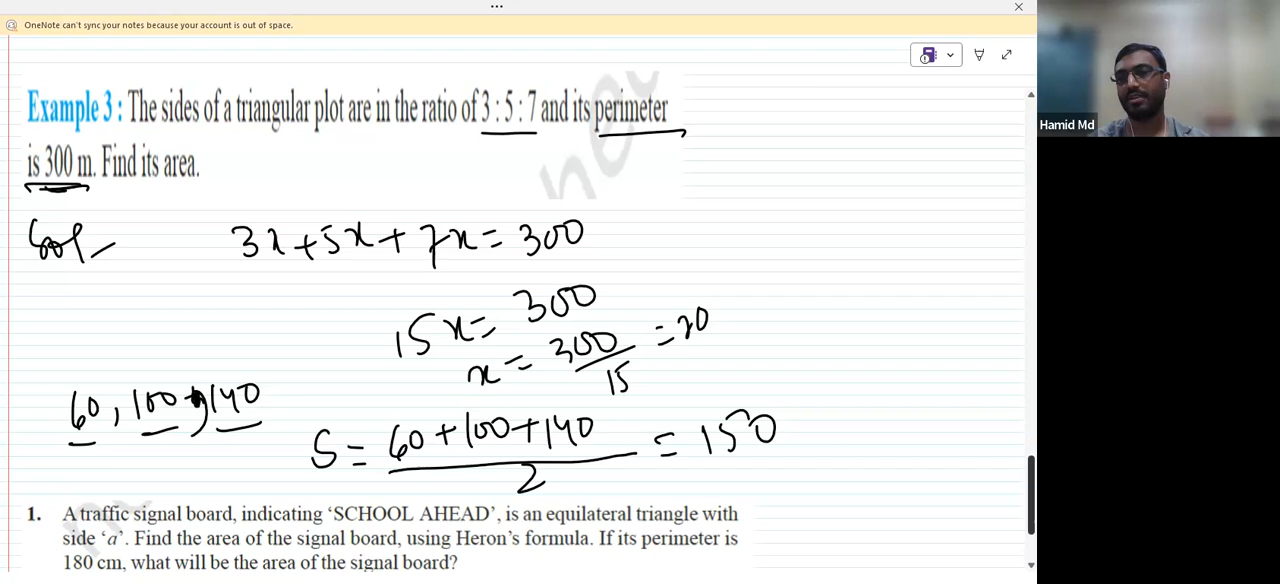 OneNote can't sync your notes because your account is out of space.
Example 3 : The sides of a triangular plot are in the ratio of 3 : 5 : 7 and its perimeter
is 300 m. Find its area.
Sol
3x+5x+7x=300
15x=300
x=300/15=20
60, 100, 140
S=60+100+140/2=150
1. A traffic signal board, indicating ‘SCHOOL AHEAD’, is an equilateral triangle with
side ‘a’. Find the area of the signal board, using Heron’s formula. If its perimeter is
180 cm, what will be the area of the signal board?
Hamid Md